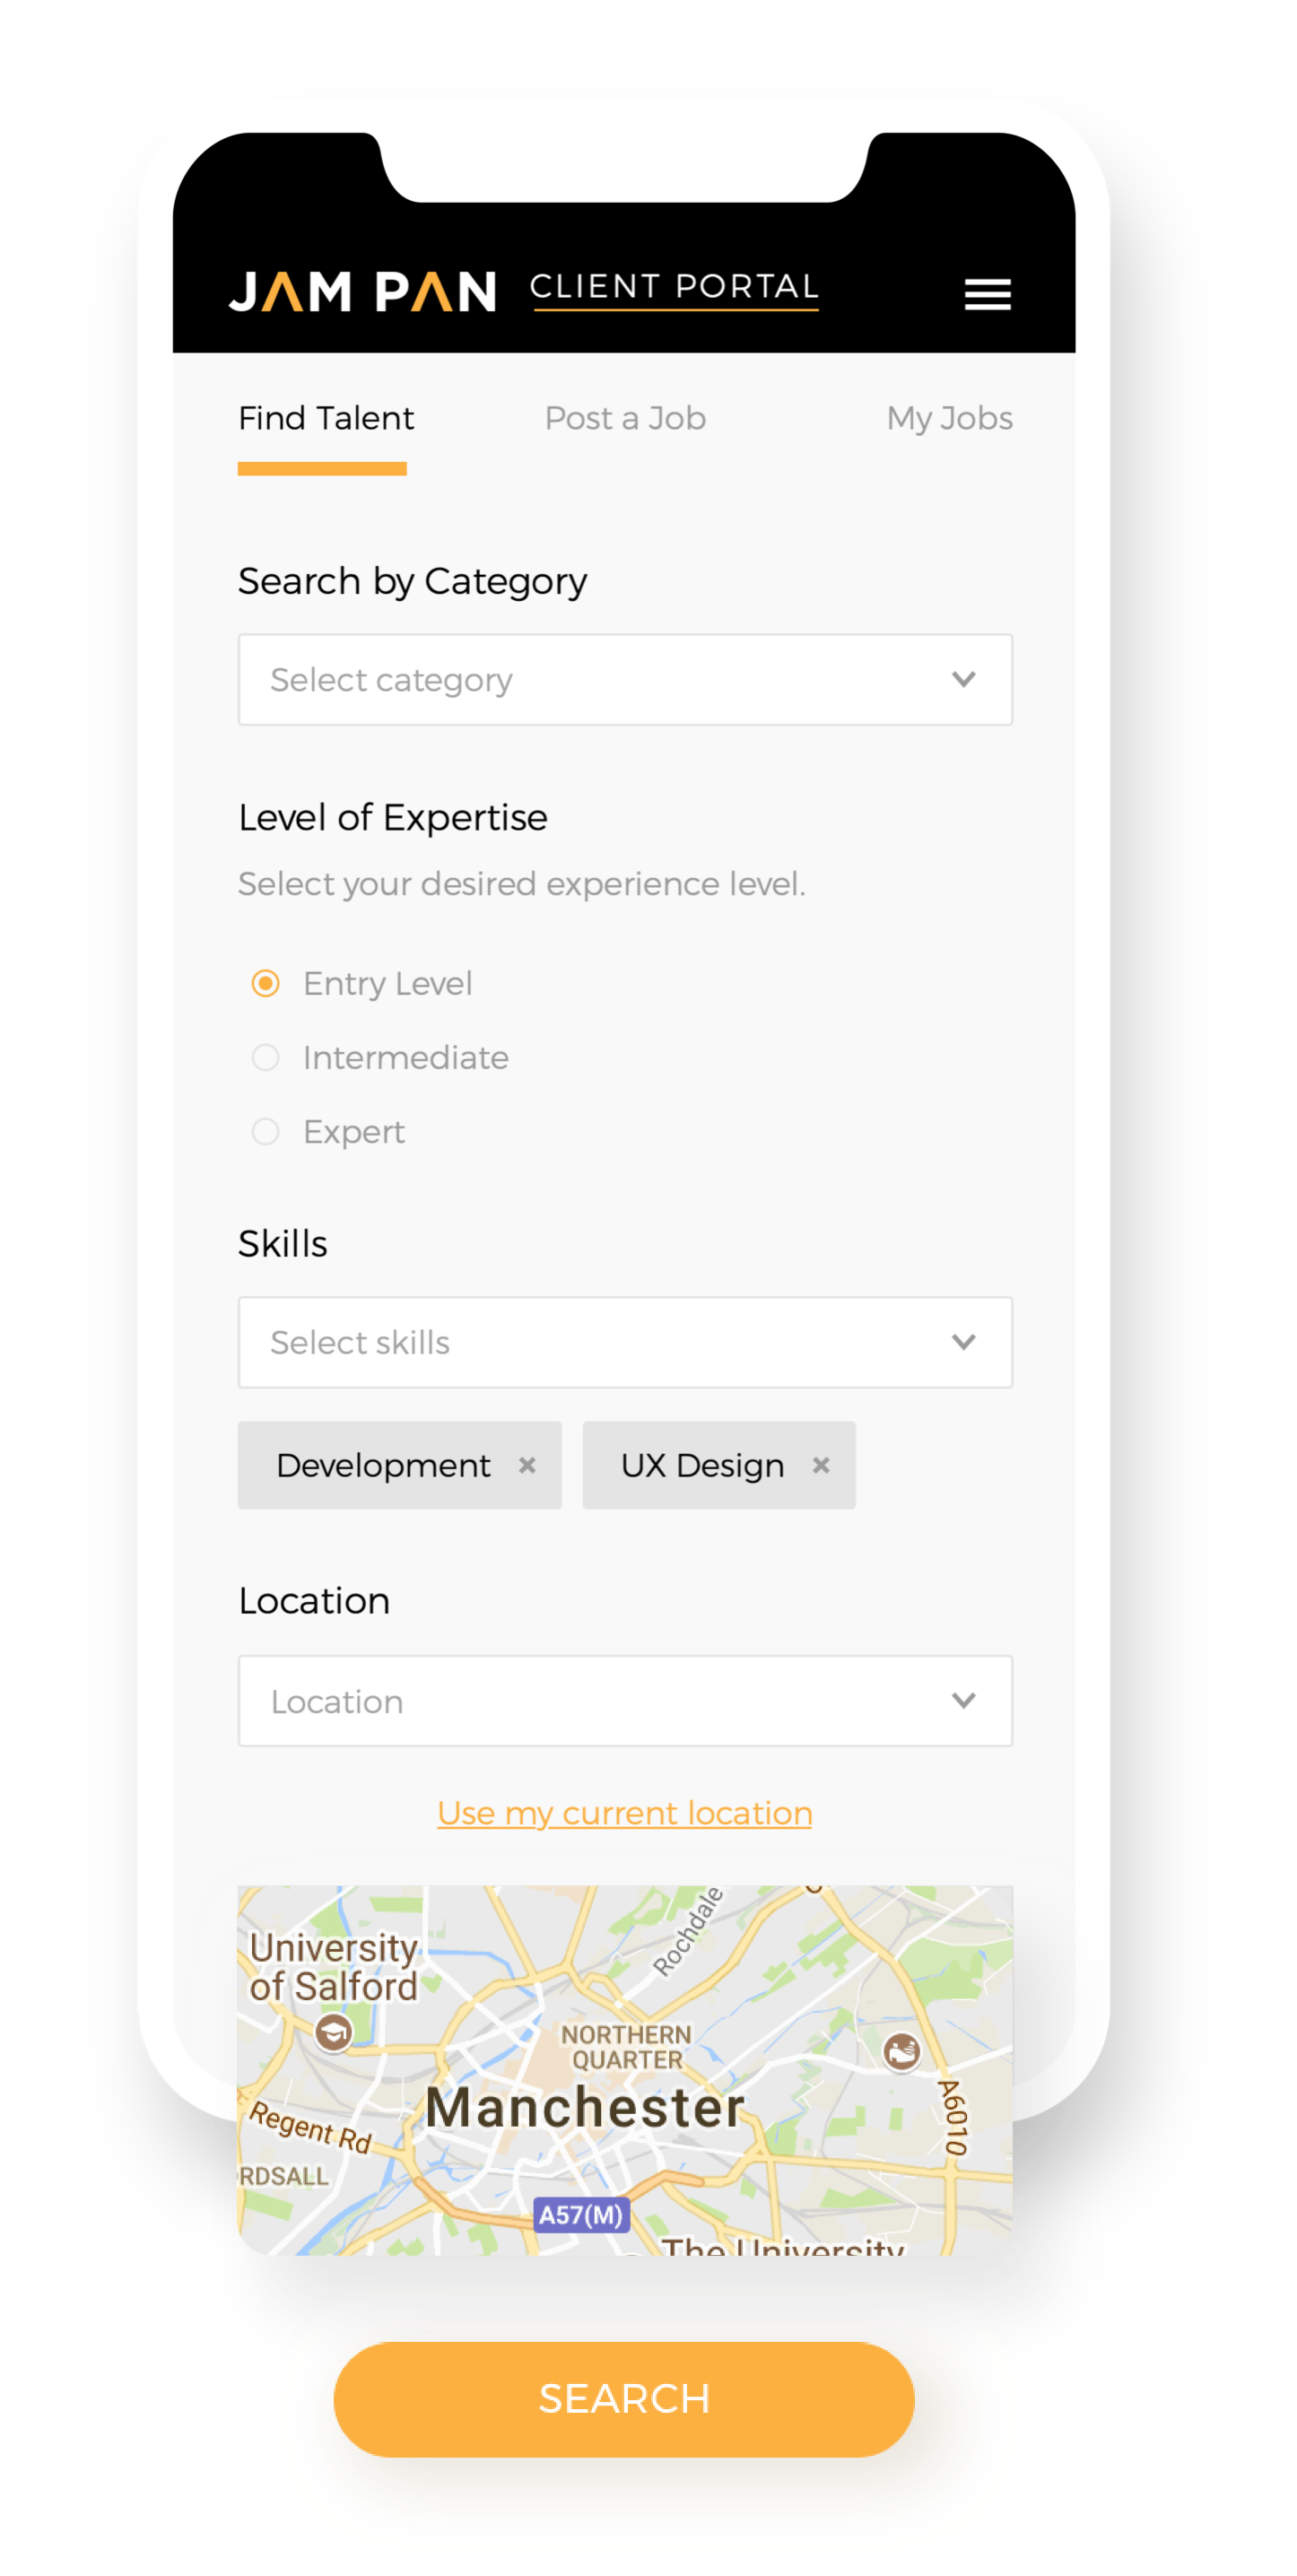 JAM PAN CLIENT PORTAL
Find Talent Post a Job My Jobs
Search by Category
Select category
Level of Expertise
Select your desired experience level.
Entry Level
Intermediate
Expert
Skills
Select skills
Development × UX Design ×
Location
Location
Use my current location
Rochdale
University
of Salford
NORTHERN
QUARTER
Manchester
A6010
Regent Rd
RDSALL
A57(M)
The University
SEARCH